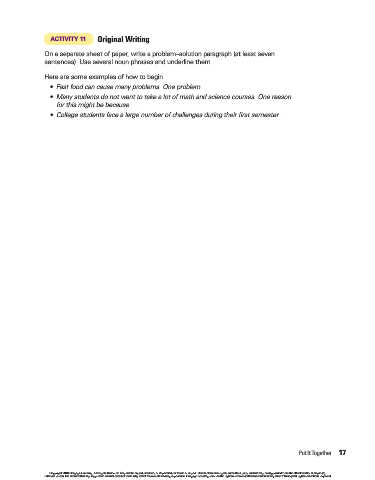 ACTIVITY 11 Original Writing
On a separate sheet of paper, write a problem-solution paragraph (at least seven
sentences) Use several noun phrases and underline them
Here are some examples of how to begin
• Fast food can cause many problems One problem
• Many students do not want to take a lot of math and science courses One reason
for this might be because
• College students face a large number of challenges during their first semester
Put It Together 17